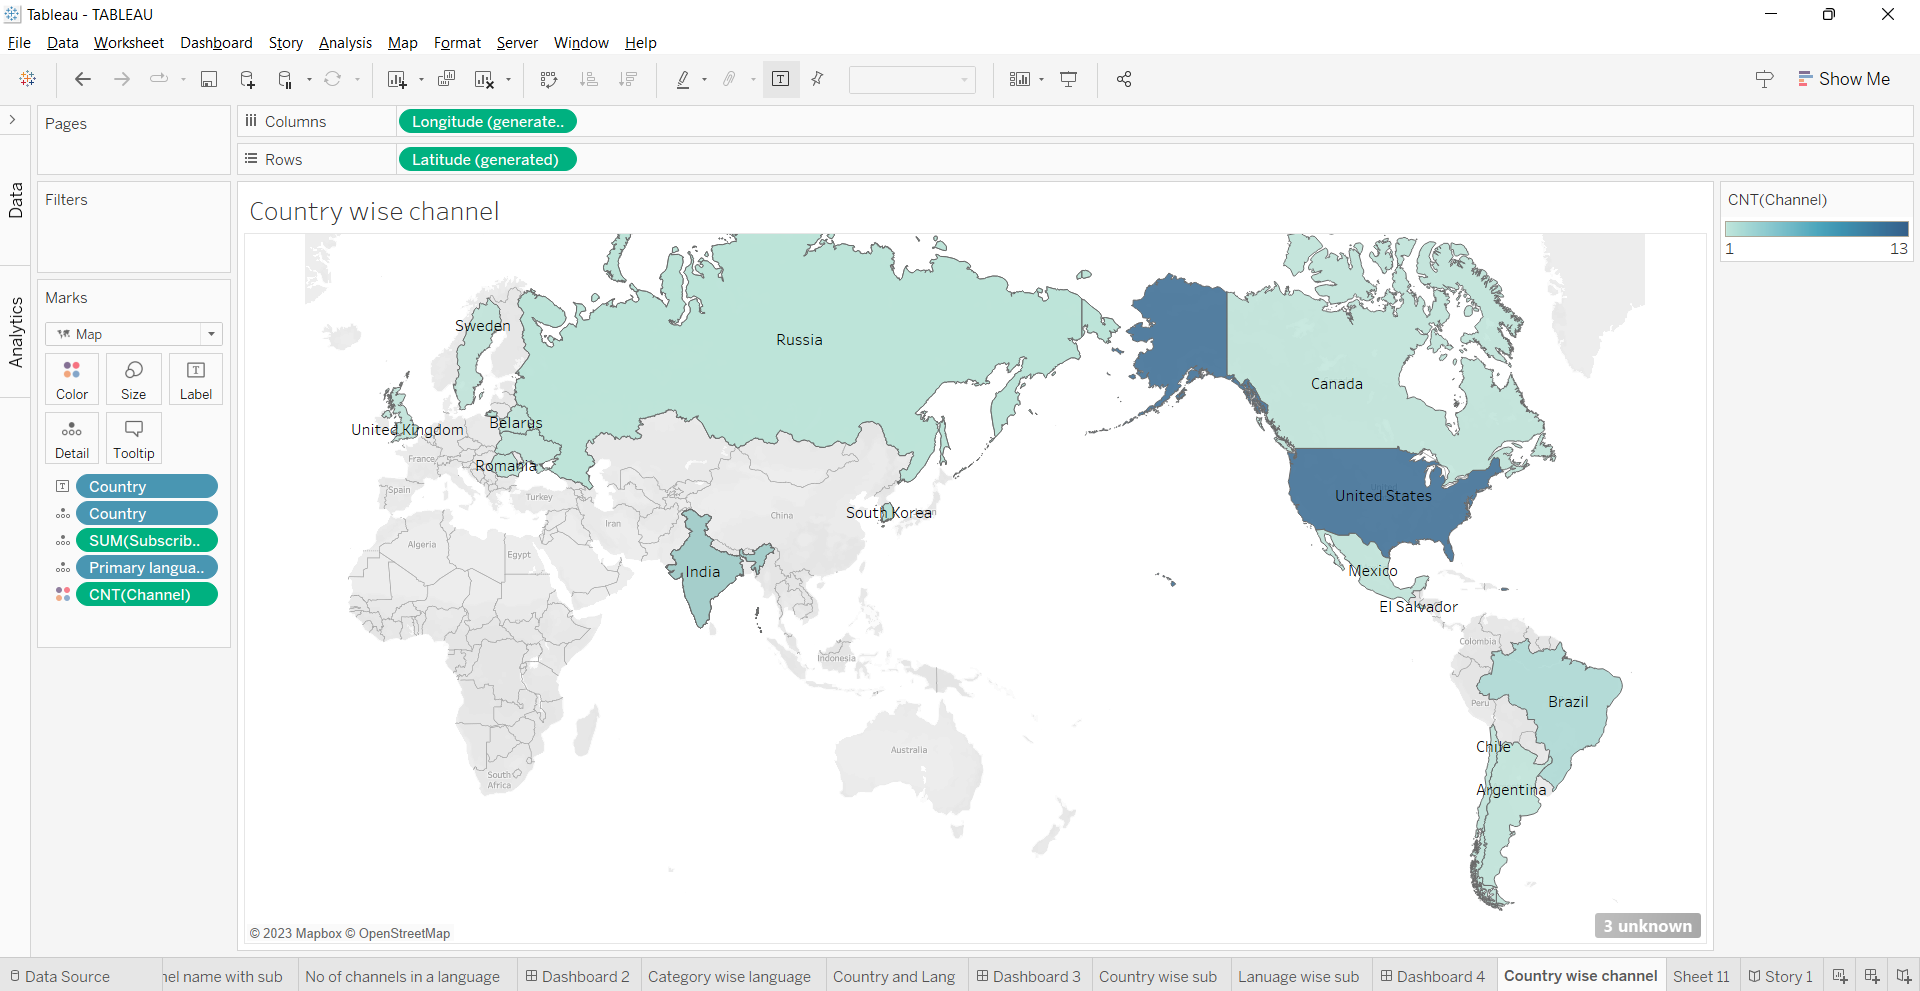 Tableau - TABLEAU
File Data Worksheet Dashboard Story Analysis Map Format Server Window Help
Show Me
Pages
Columns
Longitude (generate..
Rows
Latitude (generated)
Data
Analytics
Filters
Marks
Map
Color
Size
Label
Detail
Tooltip
Country
Country
SUM(Subscrib..
Primary langua..
CNT(Channel)
Country wise channel
Sweden
Russia
Canada
United Kingdom
Belarus
France
Romania
Spain
Turkey
United States
Iran
China
South Korea
Algeria
Egypt
India
Mexico
El Salvador
Colombia
Indonesia
Peru
Brazil
Australia
Chile
South
Africa
Argentina
3 unknown
© 2023 Mapbox © OpenStreetMap
CNT(Channel)
1 13
Data Source
nel name with sub
No of channels in a language
Dashboard 2
Category wise language
Country and Lang
Dashboard 3
Country wise sub
Lanuage wise sub
Dashboard 4
Country wise channel
Sheet 11
Story 1